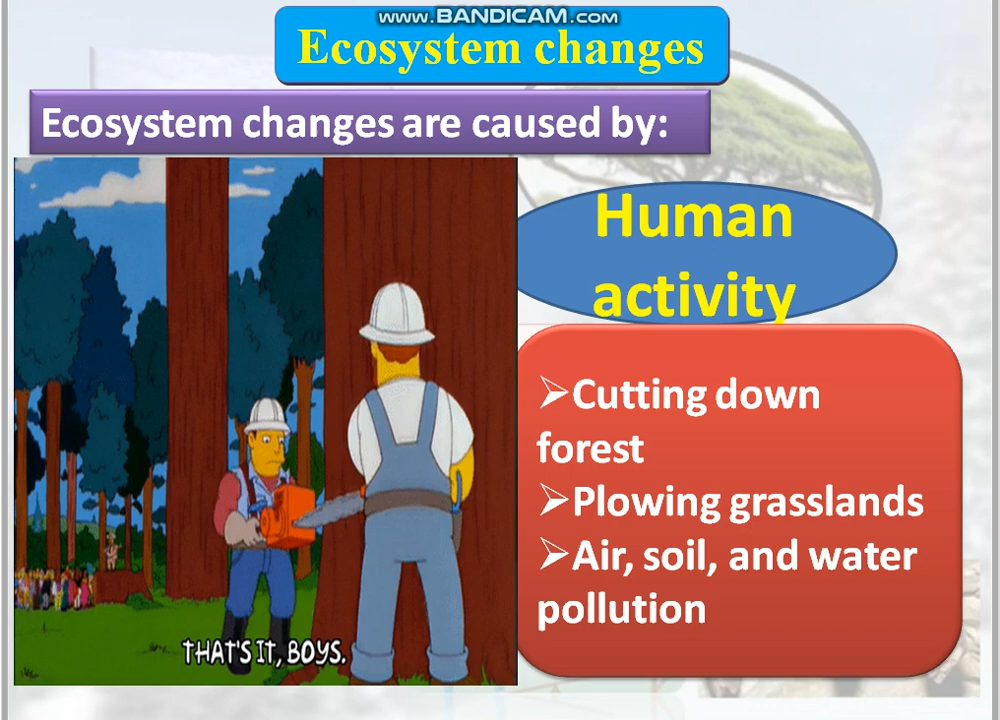 www.BANDICAM.com
Ecosystem changes
Ecosystem changes are caused by:
Human
activity
➢Cutting down
forest
➢Plowing grasslands
➢Air, soil, and water
pollution
THAT'S IT, BOYS.